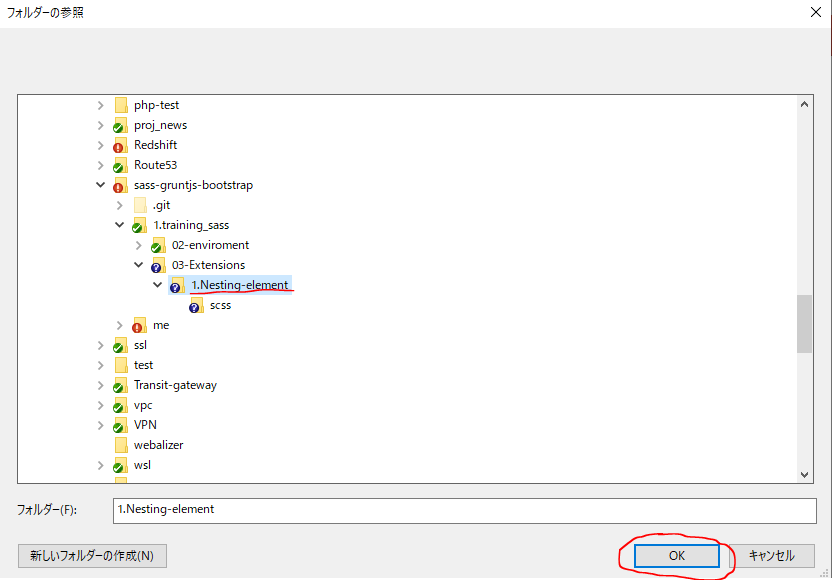 フォルダーの参照
php-test
proj_news
Redshift
Route53
sass-gruntjs-bootstrap
.git
1.training_sass
02-enviroment
03-Extensions
1.Nesting-element
scss
me
ssl
test
Transit-gateway
vpc
VPN
webalizer
wsl
フォルダー(F):
1.Nesting-element
新しいフォルダーの作成(N)
OK
キャンセル